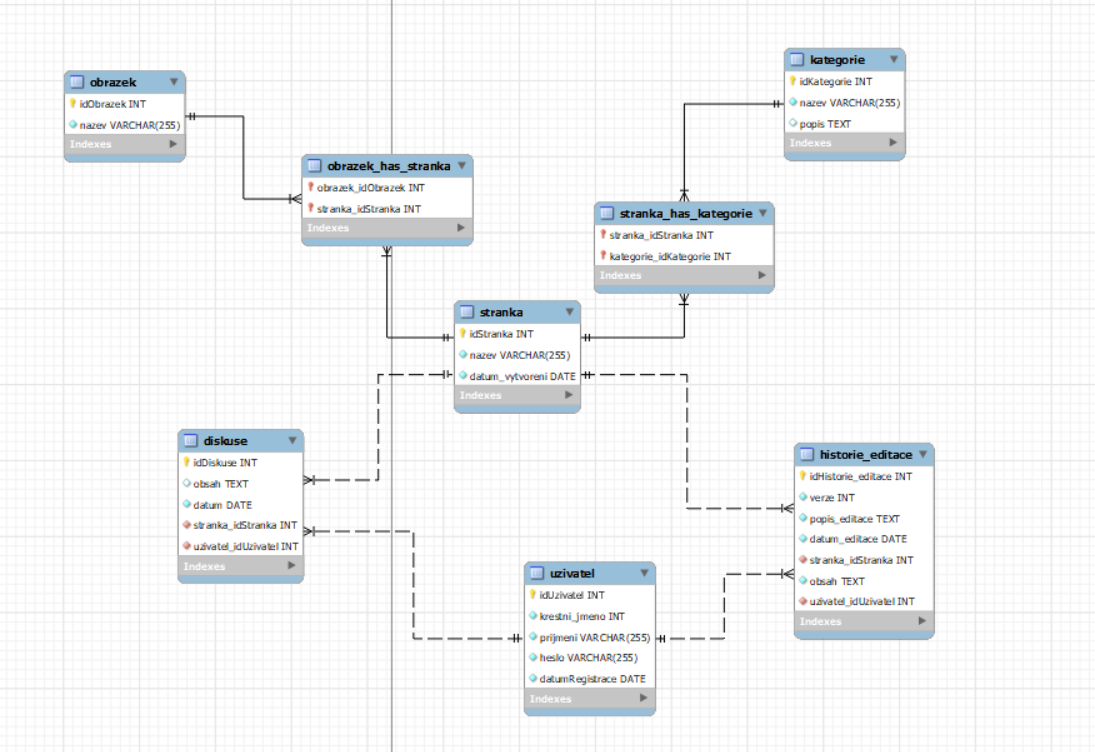 obrazek
idObrazek INT
nazev VARCHAR(255)
Indexes
kategorie
idKategorie INT
nazev VARCHAR(255)
popis TEXT
Indexes
obrazek_has_stranka
obrazek_idObrazek INT
stranka_idStranka INT
Indexes
stranka_has_kategorie
stranka_idStranka INT
kategorie_idKategorie INT
Indexes
stranka
idStranka INT
nazev VARCHAR(255)
datum_vytvoreni DATE
Indexes
diskuse
idDiskuse INT
obsah TEXT
datum DATE
stranka_idStranka INT
uzivatel_idUzivatel INT
Indexes
historie_editace
idHistorie_editace INT
verze INT
popis_editace TEXT
datum_editace DATE
stranka_idStranka INT
obsah TEXT
uzivatel_idUzivatel INT
Indexes
uzivatel
idUzivatel INT
krestni_jmeno INT
prijmeni VARCHAR(255)
heslo VARCHAR(255)
datumRegistrace DATE
Indexes